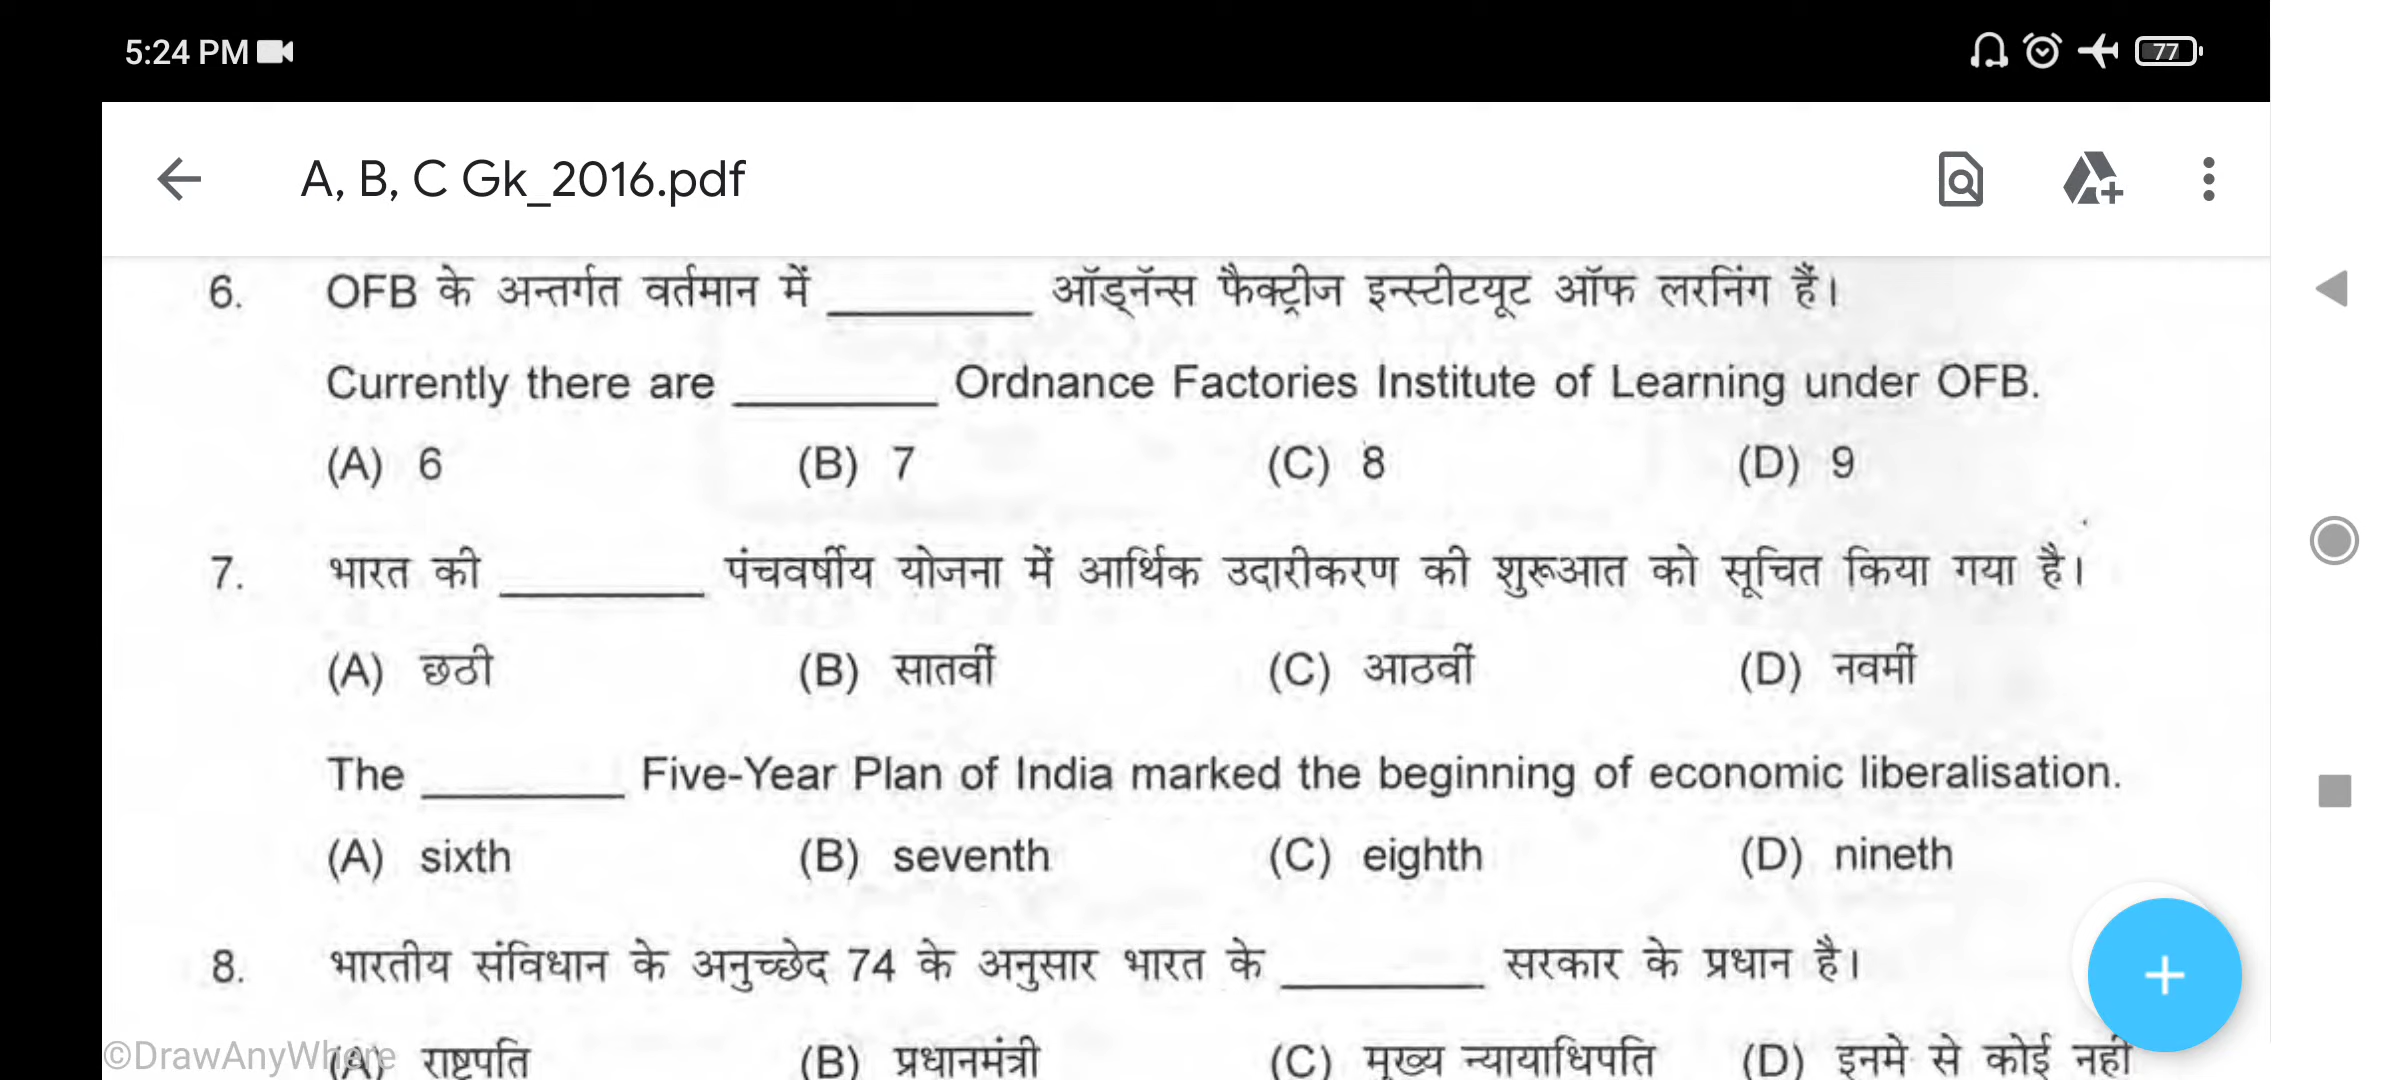 5:24 PM
77
A, B, C Gk_2016.pdf
6. OFB के अन्तर्गत वर्तमान में ________ ऑड्नॅन्स फैक्ट्रीज इन्स्टीटयूट ऑफ लरनिंग हैं।
Currently there are ________ Ordnance Factories Institute of Learning under OFB.
(A) 6 (B) 7 (C) 8 (D) 9
7. भारत की ________ पंचवर्षीय योजना में आर्थिक उदारीकरण की शुरूआत को सूचित किया गया है।
(A) छठी (B) सातवीं (C) आठवीं (D) नवमीं
The ________ Five-Year Plan of India marked the beginning of economic liberalisation.
(A) sixth (B) seventh (C) eighth (D) nineth
8. भारतीय संविधान के अनुच्छेद 74 के अनुसार भारत के ________ सरकार के प्रधान है।
©DrawAnyWhere
(A) राष्ट्रपति (B) प्रधानमंत्री (C) मुख्य न्यायाधिपति (D) इनमे से कोई नहीं